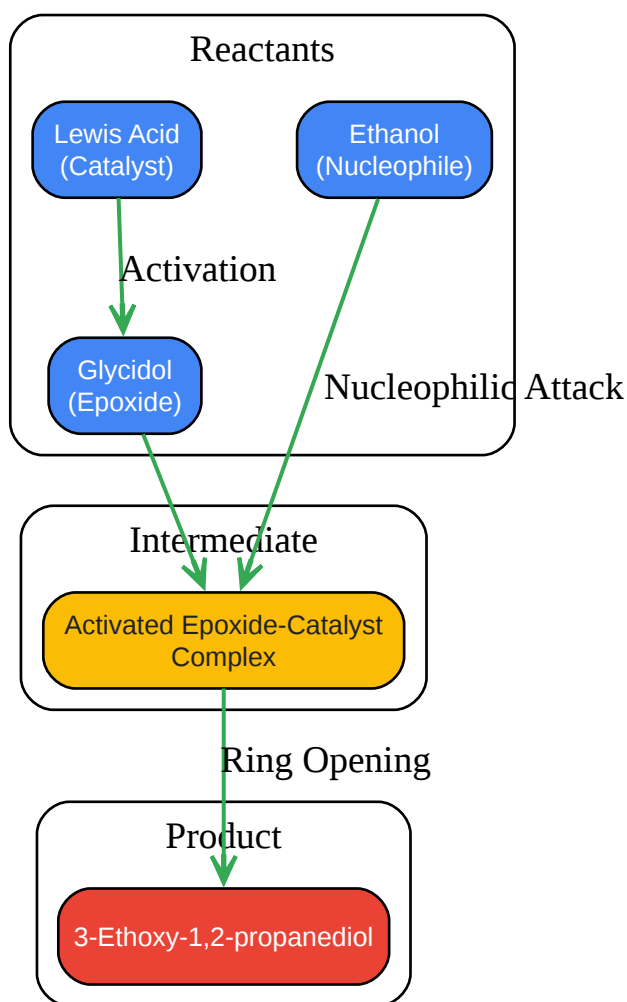 Reactants
Lewis Acid
(Catalyst)
Ethanol
(Nucleophile)
Activation
Glycidol
(Epoxide)
Nucleophilic Attack
Intermediate
Activated Epoxide-Catalyst
Complex
Ring Opening
Product
3-Ethoxy-1,2-propanediol